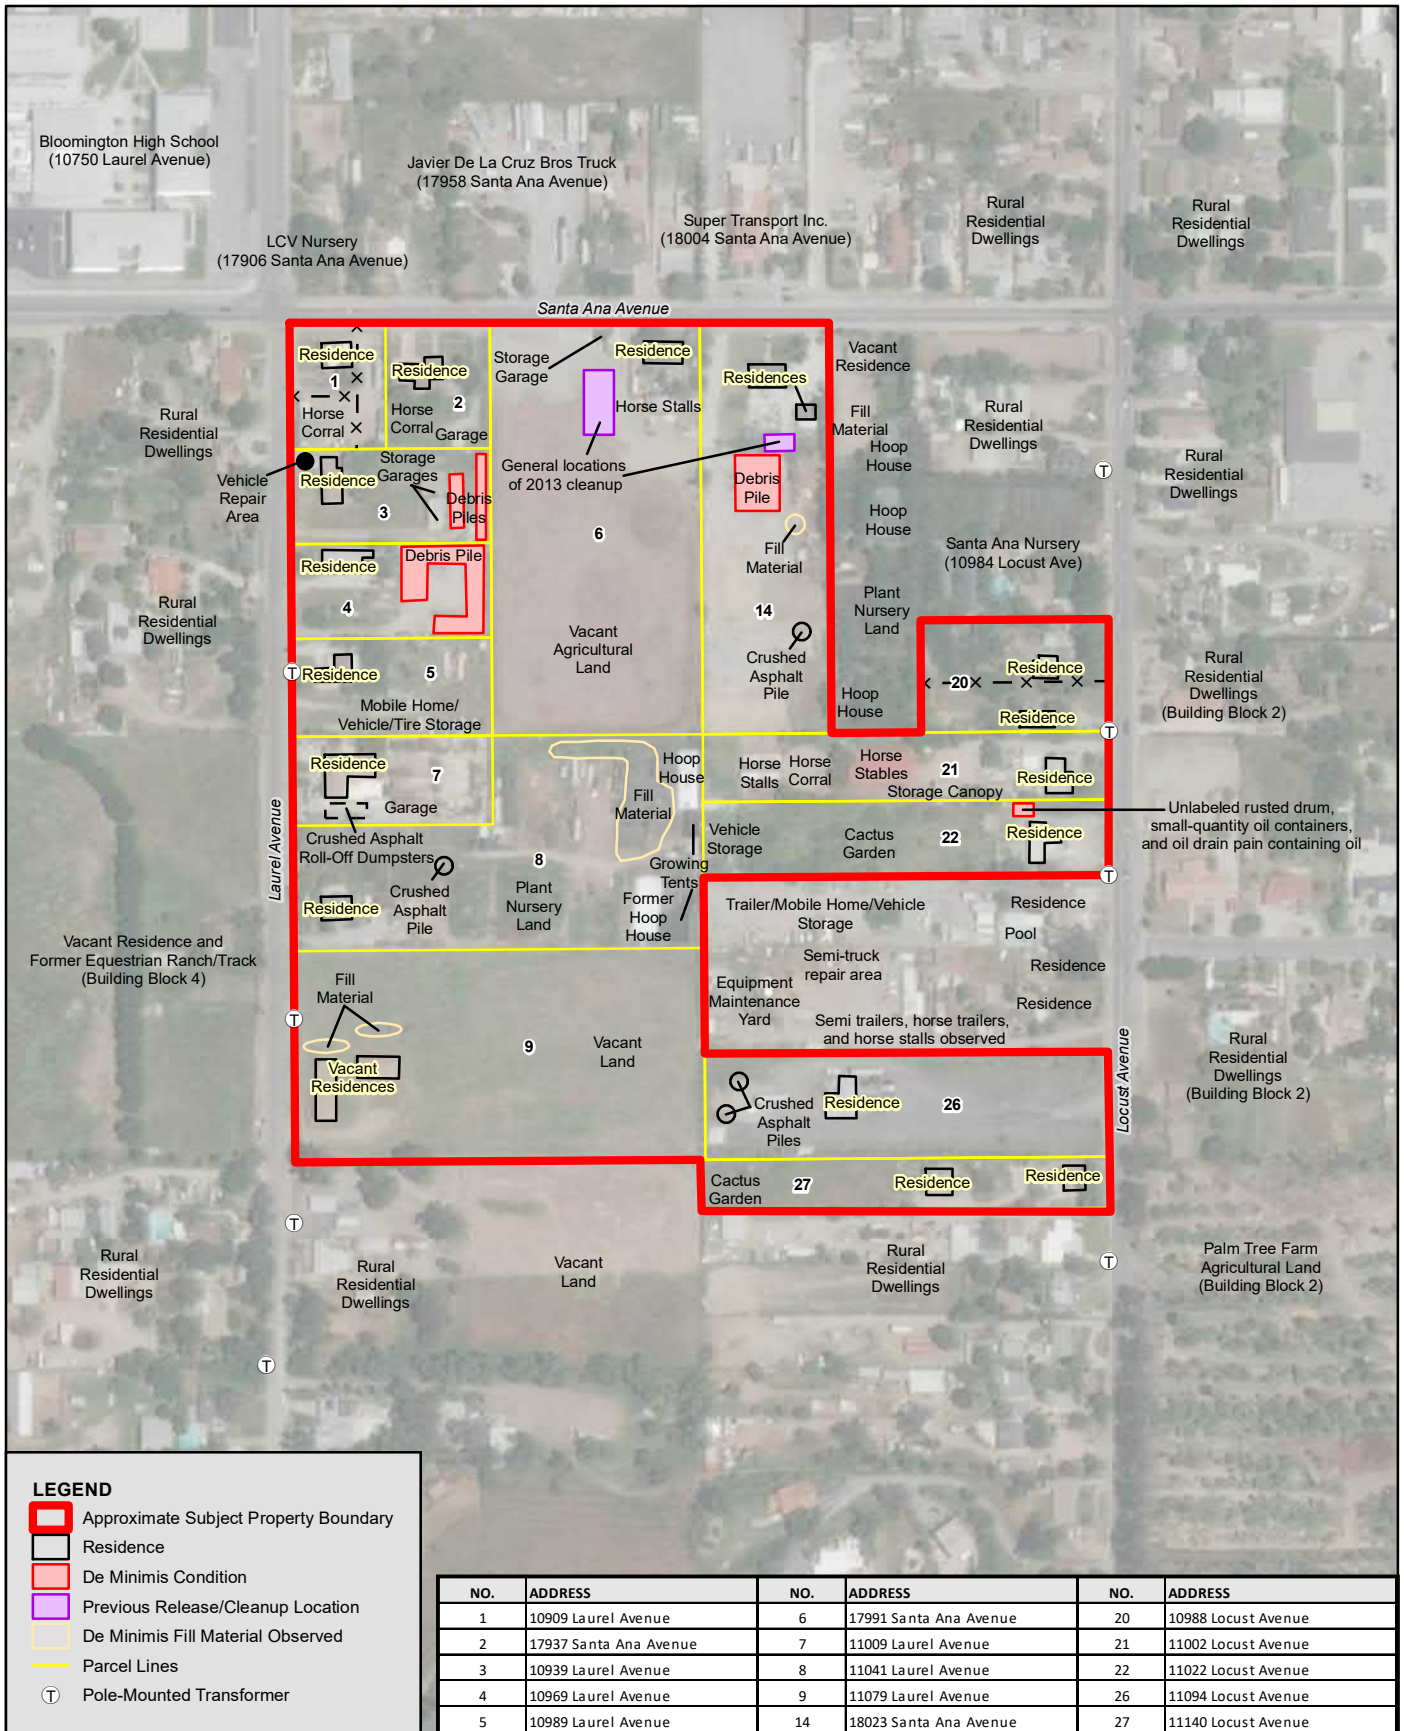 Bloomington High School
(10750 Laurel Avenue)
Javier De La Cruz Bros Truck
(17958 Santa Ana Avenue)
Super Transport Inc.
(18004 Santa Ana Avenue)
LCV Nursery
(17906 Santa Ana Avenue)
Rural
Residential
Dwellings
Rural
Residential
Dwellings
Santa Ana Avenue
Residence
1
Horse
Corral
Residence
2
Horse
Corral
Garage
Storage
Garage
Residence
Horse Stalls
General locations
of 2013 cleanup
6
Vacant
Agricultural
Land
Residences
Debris
Pile
Fill
Material
14
Crushed
Asphalt
Pile
Vacant
Residence
Fill
Material
Hoop
House
Hoop
House
Plant
Nursery
Land
Hoop
House
Rural
Residential
Dwellings
Santa Ana Nursery
(10984 Locust Ave)
Rural
Residential
Dwellings
T
Rural
Residential
Dwellings
Vehicle
Repair
Area
Residence
Storage
Garages
Debris
Piles
3
Residence
Debris Pile
4
Rural
Residential
Dwellings
T
Residence
5
Mobile Home/
Vehicle/Tire Storage
Residence
20
Residence
Rural
Residential
Dwellings
(Building Block 2)
T
Residence
7
Garage
Crushed Asphalt
Roll-Off Dumpsters
Laurel Avenue
Hoop
House
Fill
Material
Growing
Tents
Former
Hoop
House
8
Plant
Nursery
Land
Crushed
Asphalt
Pile
Residence
Horse
Stalls
Horse
Corral
Horse
Stables
21
Storage Canopy
Residence
Vehicle
Storage
Cactus
Garden
22
Residence
Unlabeled rusted drum,
small-quantity oil containers,
and oil drain pain containing oil
T
Trailer/Mobile Home/Vehicle
Storage
Residence
Pool
Semi-truck
repair area
Residence
Equipment
Maintenance
Yard
Residence
Semi trailers, horse trailers,
and horse stalls observed
Vacant Residence and
Former Equestrian Ranch/Track
(Building Block 4)
T
Fill
Material
Vacant
Residences
9
Vacant
Land
Crushed
Asphalt
Piles
Residence
26
Locust Avenue
Rural
Residential
Dwellings
(Building Block 2)
Cactus
Garden
27
Residence
Residence
T
Rural
Residential
Dwellings
Rural
Residential
Dwellings
Vacant
Land
Rural
Residential
Dwellings
T
Palm Tree Farm
Agricultural Land
(Building Block 2)
T
LEGEND
Approximate Subject Property Boundary
Residence
De Minimis Condition
Previous Release/Cleanup Location
De Minimis Fill Material Observed
Parcel Lines
T Pole-Mounted Transformer
NO. ADDRESS NO. ADDRESS NO. ADDRESS
1 10909 Laurel Avenue 6 17991 Santa Ana Avenue 20 10988 Locust Avenue
2 17937 Santa Ana Avenue 7 11009 Laurel Avenue 21 11002 Locust Avenue
3 10939 Laurel Avenue 8 11041 Laurel Avenue 22 11022 Locust Avenue
4 10969 Laurel Avenue 9 11079 Laurel Avenue 26 11094 Locust Avenue
5 10989 Laurel Avenue 14 18023 Santa Ana Avenue 27 11140 Locust Avenue